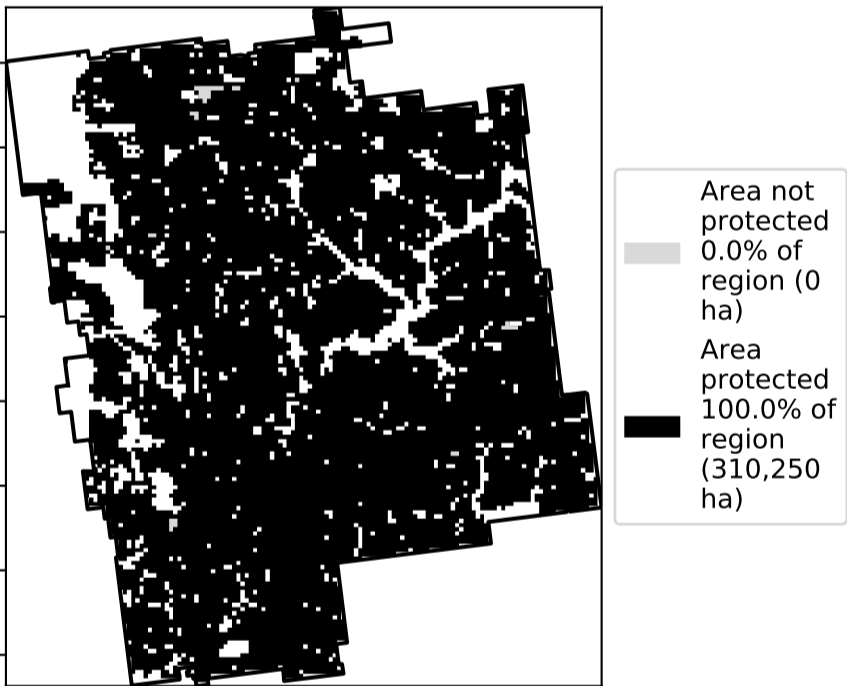 Area not
protected
0.0% of
region (0
ha)
Area
protected
100.0% of
region
(310,250
ha)